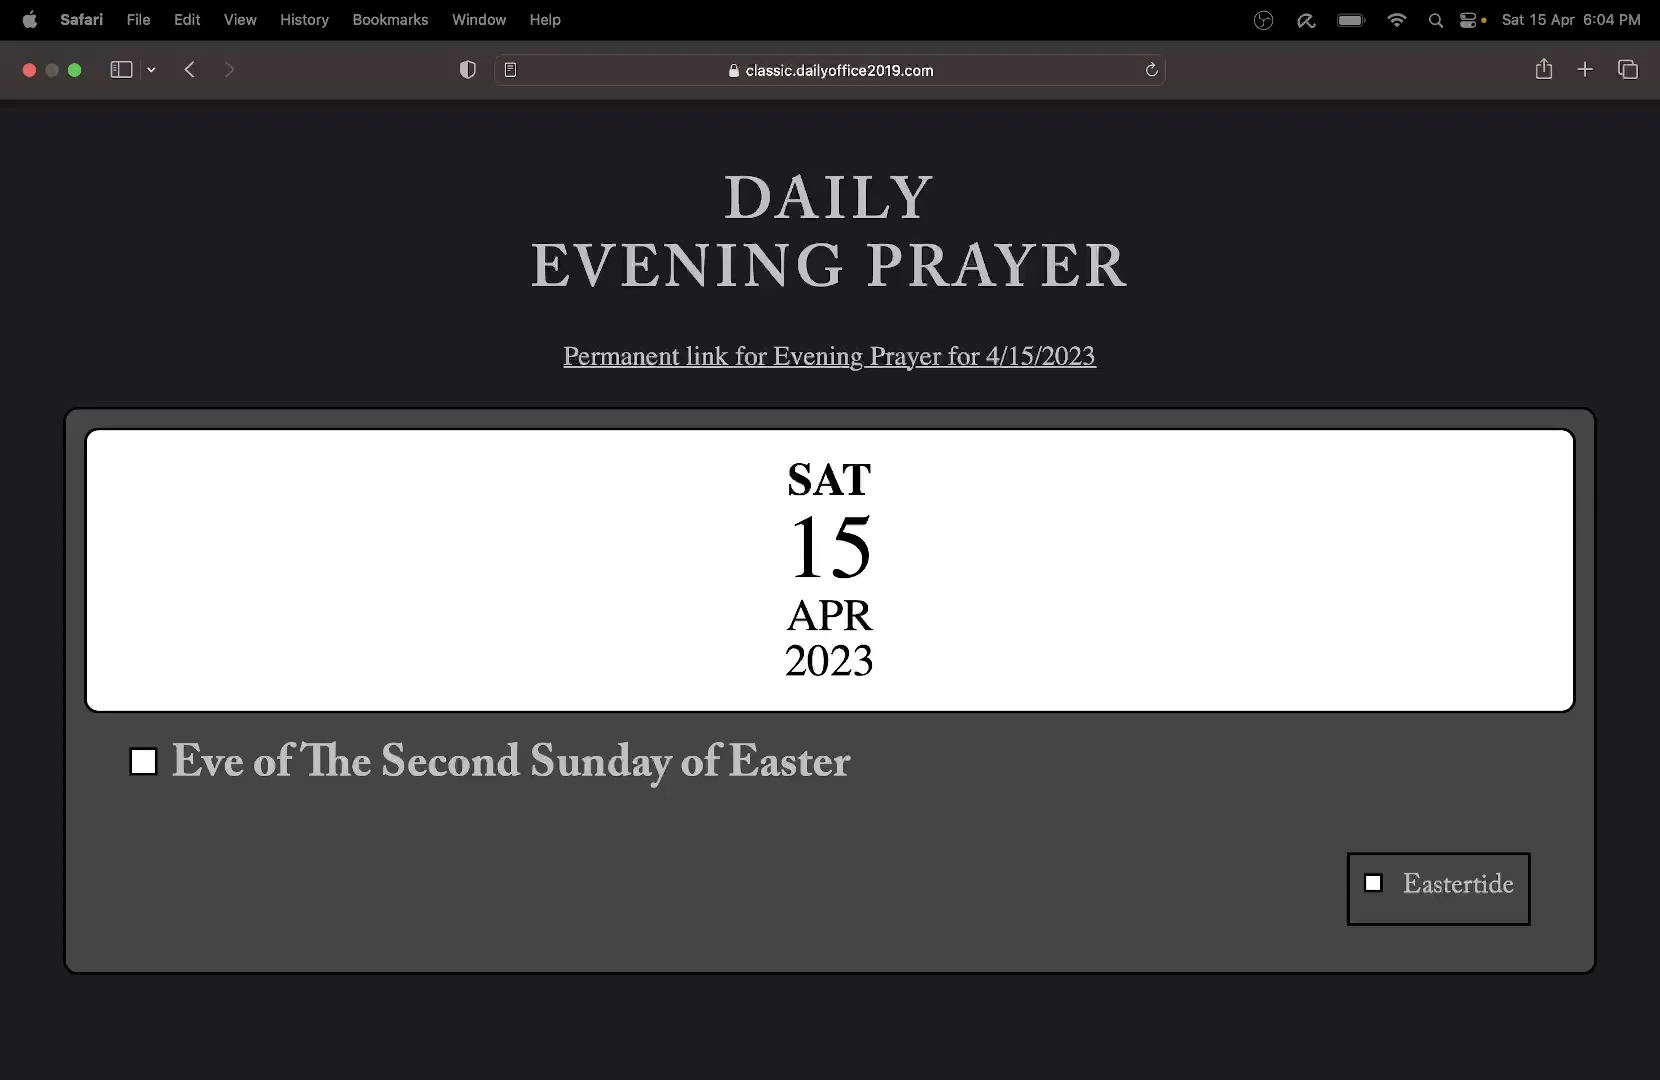 Safari File Edit View History Bookmarks Window Help Sat 15 Apr 6:04 PM
classic.dailyoffice2019.com
DAILY
EVENING PRAYER
Permanent link for Evening Prayer for 4/15/2023
SAT
15
APR
2023
Eve of The Second Sunday of Easter
Eastertide